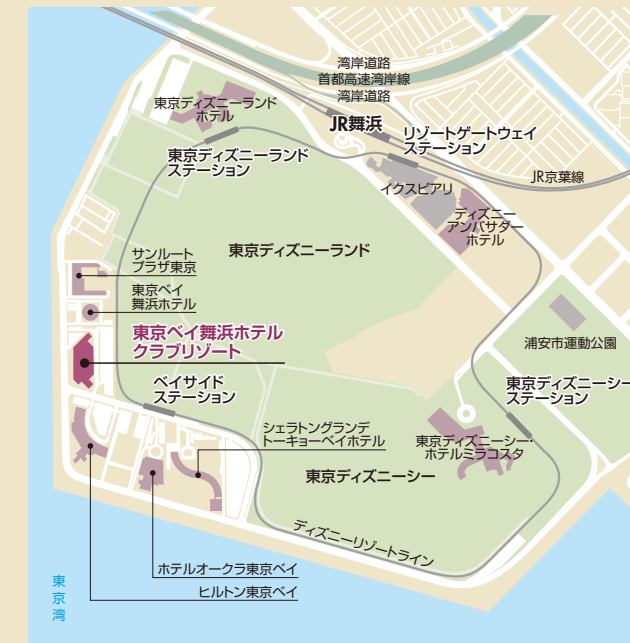 湾岸道路
首都高速湾岸線
湾岸道路
東京ディズニーランド
ホテル
JR舞浜
リゾートゲートウェイ
ステーション
東京ディズニーランド
ステーション
JR京葉線
イクスピアリ
ディズニー
アンバサダー
ホテル
東京ディズニーランド
サンルート
プラザ東京
東京ベイ
舞浜ホテル
東京ベイ舞浜ホテル
クラブリゾート
浦安市運動公園
ベイサイド
ステーション
東京ディズニーシー
ステーション
シェラトングランデ
トーキョーベイホテル
東京ディズニーシー・
ホテルミラコスタ
東京ディズニーシー
ディズニーリゾートライン
ホテルオークラ東京ベイ
ヒルトン東京ベイ
東京湾